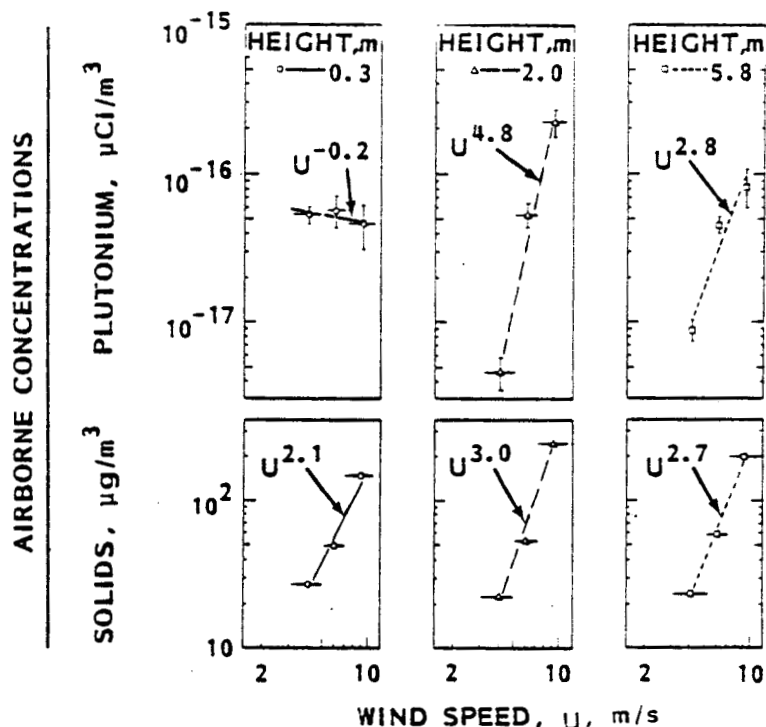 10⁻¹⁵
HEIGHT,m HEIGHT,m HEIGHT,m
0.3 2.0 5.8
U⁻⁰·² U⁴·⁸ U²·⁸
10⁻¹⁶
10⁻¹⁷
AIRBORNE CONCENTRATIONS
PLUTONIUM, μCi/m³
SOLIDS, μg/m³
U²·¹ U³·⁰ U²·⁷
10²
10
2 10 2 10 2 10
WIND SPEED, U, m/s